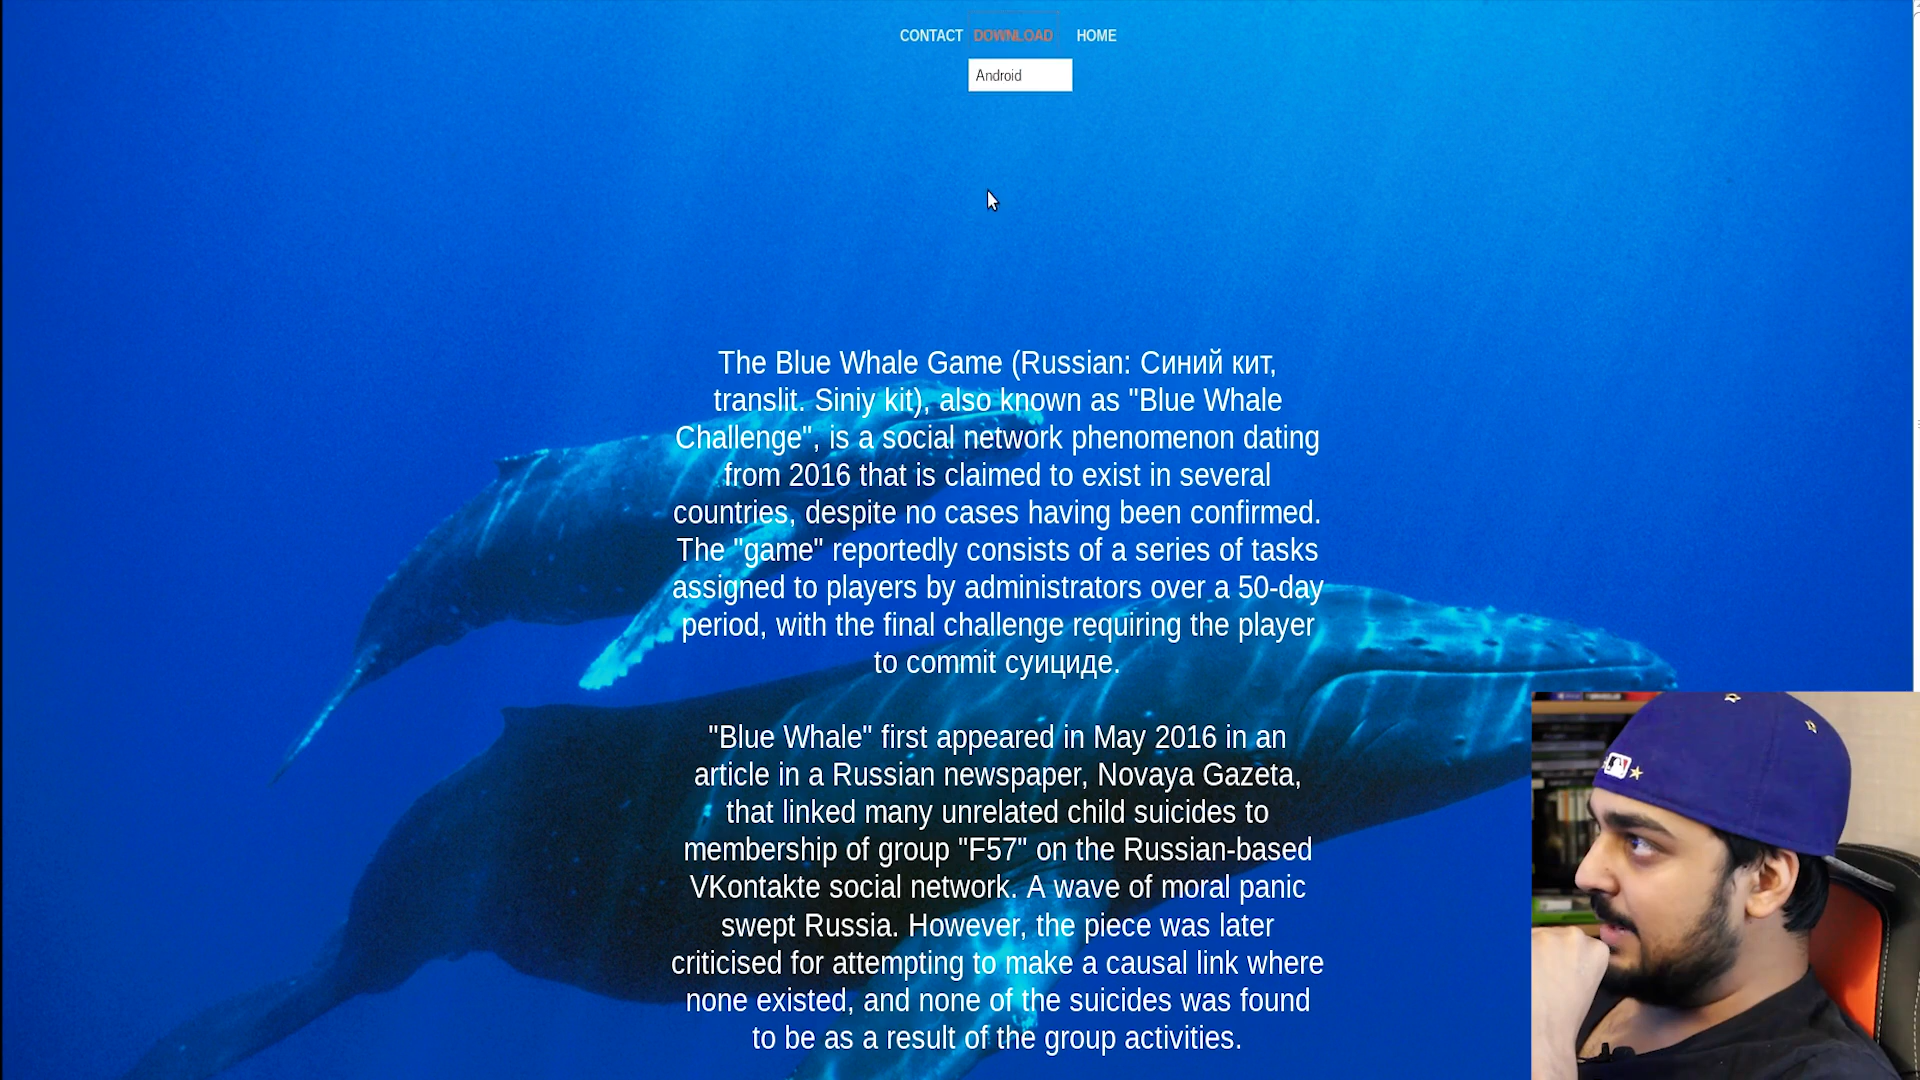 CONTACT DOWNLOAD HOME
Android
The Blue Whale Game (Russian: Синий кит,
translit. Siniy kit), also known as "Blue Whale
Challenge", is a social network phenomenon dating
from 2016 that is claimed to exist in several
countries, despite no cases having been confirmed.
The "game" reportedly consists of a series of tasks
assigned to players by administrators over a 50-day
period, with the final challenge requiring the player
to commit суициде.
"Blue Whale" first appeared in May 2016 in an
article in a Russian newspaper, Novaya Gazeta,
that linked many unrelated child suicides to
membership of group "F57" on the Russian-based
VKontakte social network. A wave of moral panic
swept Russia. However, the piece was later
criticised for attempting to make a causal link where
none existed, and none of the suicides was found
to be as a result of the group activities.